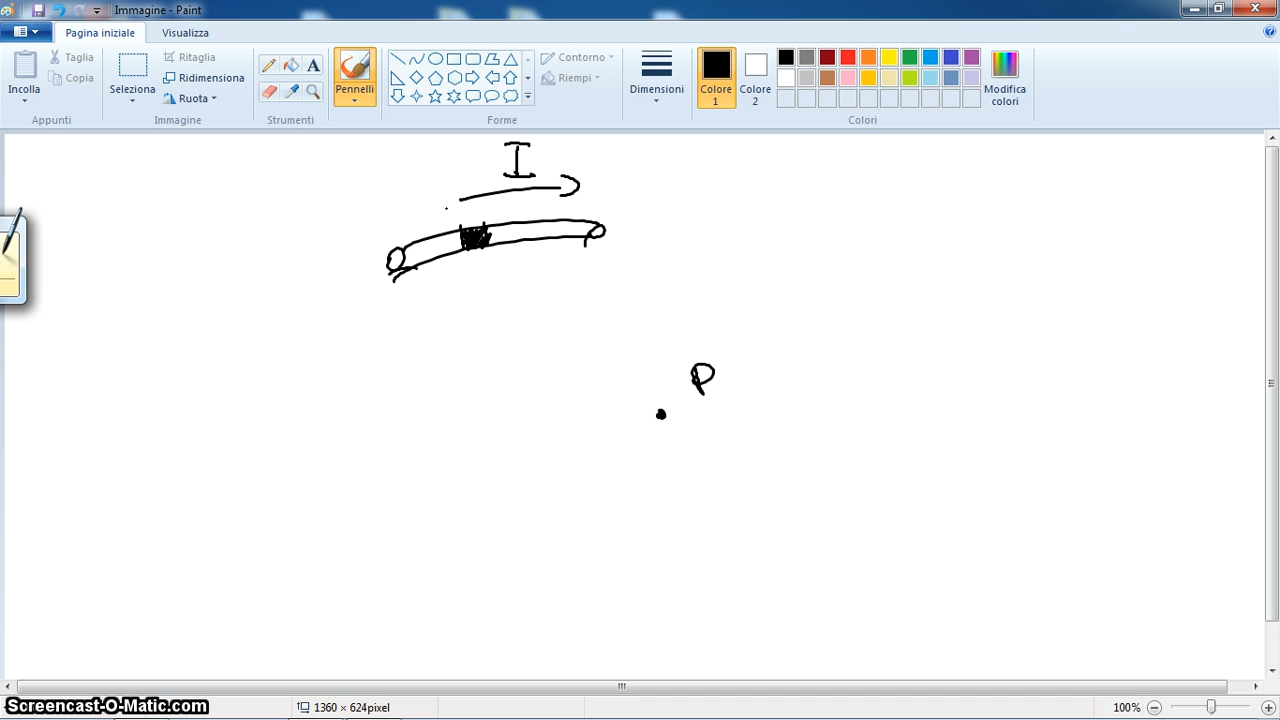 Immagine - Paint
Pagina iniziale
Visualizza
Incolla
Taglia
Copia
Appunti
Seleziona
Ritaglia
Ridimensiona
Ruota
Immagine
A
Strumenti
Pennelli
Contorno
Riempi
Forme
Dimensioni
Colore 1
Colore 2
Modifica colori
Colori
I
P
Screencast-O-Matic.com
1360 × 624pixel
100%